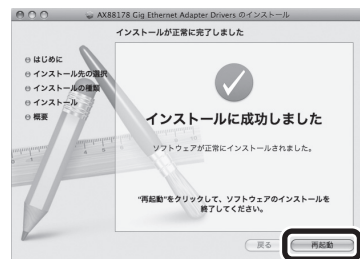 AX88178 Gig Ethernet Adapter Drivers のインストール
インストールが正常に完了しました
はじめに
インストール先の選択
インストールの種類
インストール
概要
インストールに成功しました
ソフトウェアが正常にインストールされました。
"再起動"をクリックして、ソフトウェアのインストールを
終了してください。
戻る
再起動